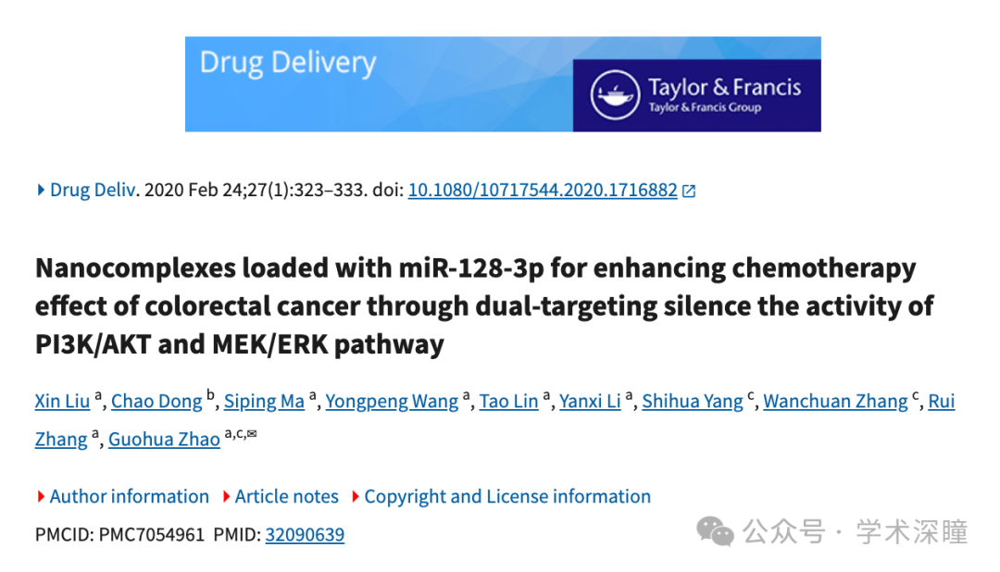 Drug Delivery
Taylor & Francis
Taylor & Francis Group
Drug Deliv. 2020 Feb 24;27(1):323–333. doi: 10.1080/10717544.2020.1716882
Nanocomplexes loaded with miR-128-3p for enhancing chemotherapy
effect of colorectal cancer through dual-targeting silence the activity of
PI3K/AKT and MEK/ERK pathway
Xin Liu a, Chao Dong b, Siping Ma a, Yongpeng Wang a, Tao Lin a, Yanxi Li a, Shihua Yang c, Wanchuan Zhang c, Rui
Zhang a, Guohua Zhao a,c,✉
Author information Article notes Copyright and License information
PMCID: PMC7054961 PMID: 32090639
公众号 · 学术深瞳